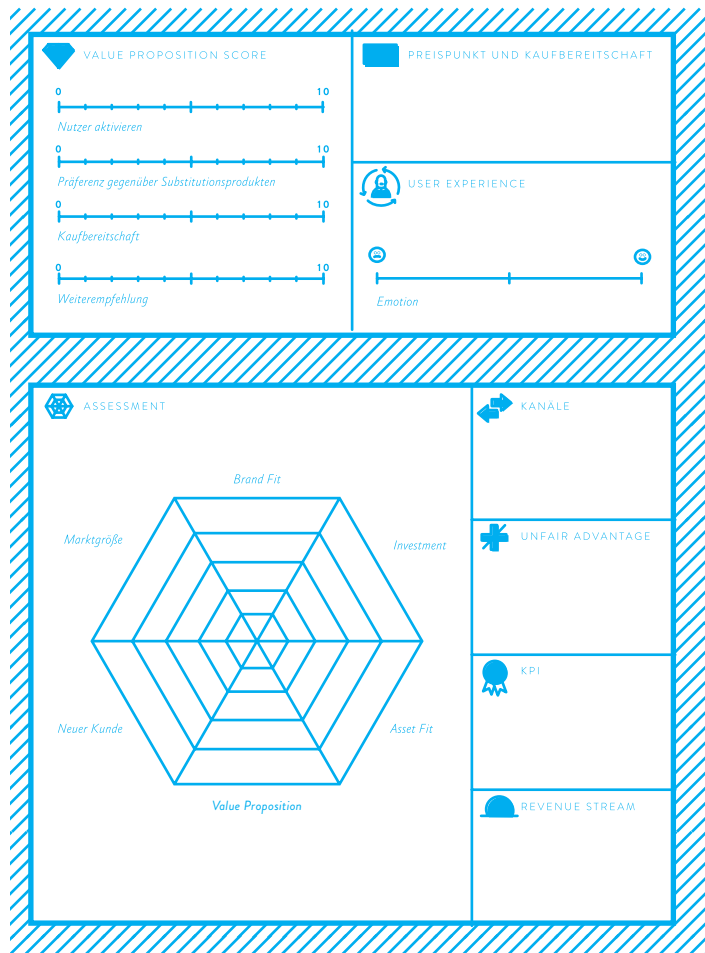 VALUE PROPOSITION SCORE
0 10
Nutzer aktivieren
0 10
Präferenz gegenüber Substitutionsprodukten
0 10
Kaufbereitschaft
0 10
Weiterempfehlung
PREISPUNKT UND KAUFBEREITSCHAFT
USER EXPERIENCE
Emotion
ASSESSMENT
Brand Fit
Marktgröße
Investment
Neuer Kunde
Asset Fit
Value Proposition
KANÄLE
UNFAIR ADVANTAGE
KPI
REVENUE STREAM